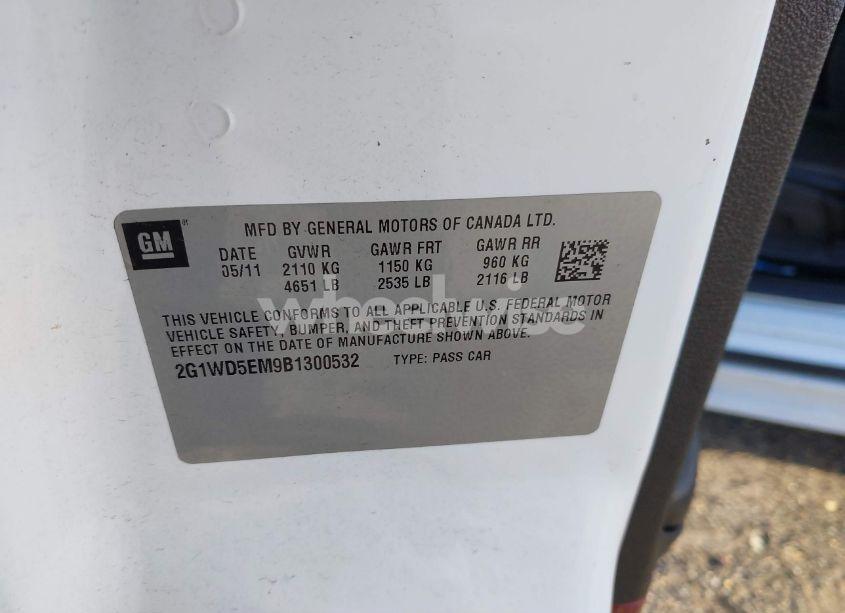 GM
MFD BY GENERAL MOTORS OF CANADA LTD.
DATE GVWR GAWR FRT GAWR RR
05/11 2110 KG 1150 KG 960 KG
4651 LB 2535 LB 2116 LB
THIS VEHICLE CONFORMS TO ALL APPLICABLE U.S. FEDERAL MOTOR
VEHICLE SAFETY, BUMPER, AND THEFT PREVENTION STANDARDS IN
EFFECT ON THE DATE OF MANUFACTURE SHOWN ABOVE.
2G1WD5EM9B1300532 TYPE: PASS CAR